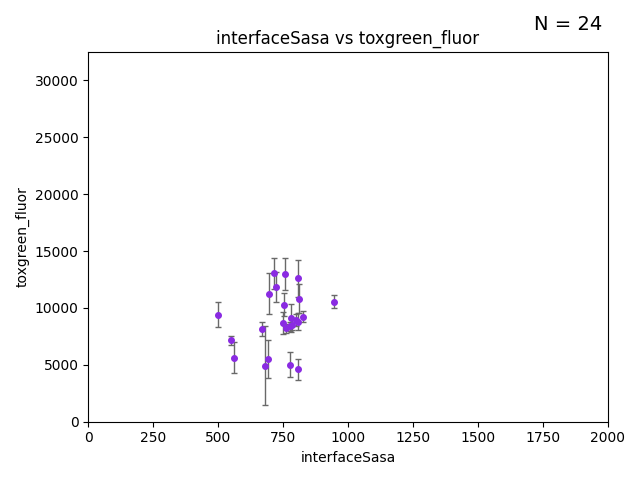 N = 24
interfaceSasa vs toxgreen_fluor
30000
25000
20000
15000
10000
5000
0
toxgreen_fluor
0 250 500 750 1000 1250 1500 1750 2000
interfaceSasa